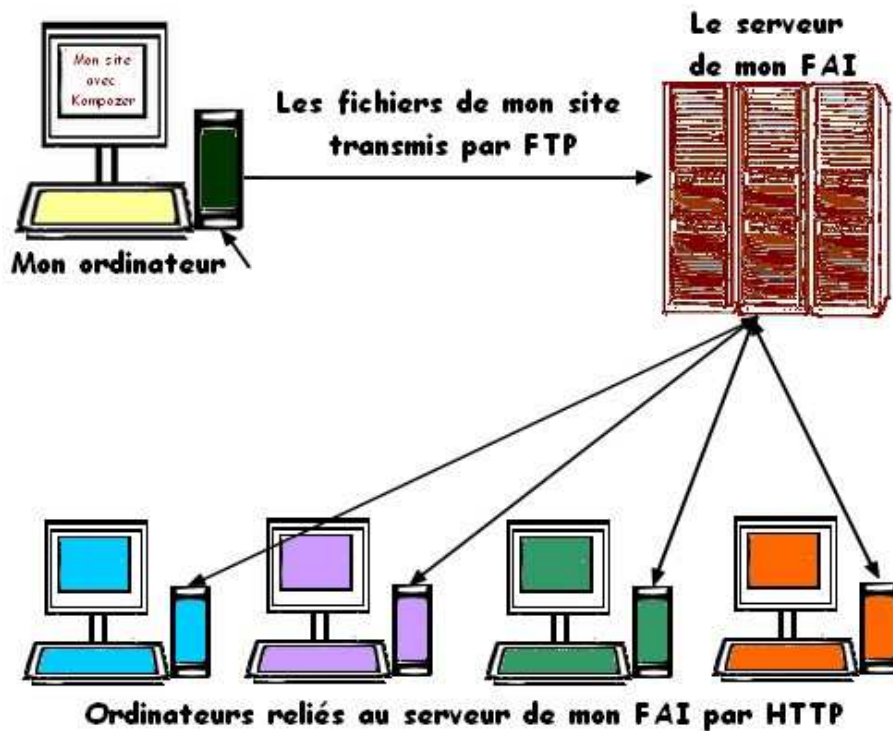 Mon site
avec
Kompozer
Le serveur
de mon FAI
Les fichiers de mon site
transmis par FTP
Mon ordinateur
Ordinateurs reliés au serveur de mon FAI par HTTP